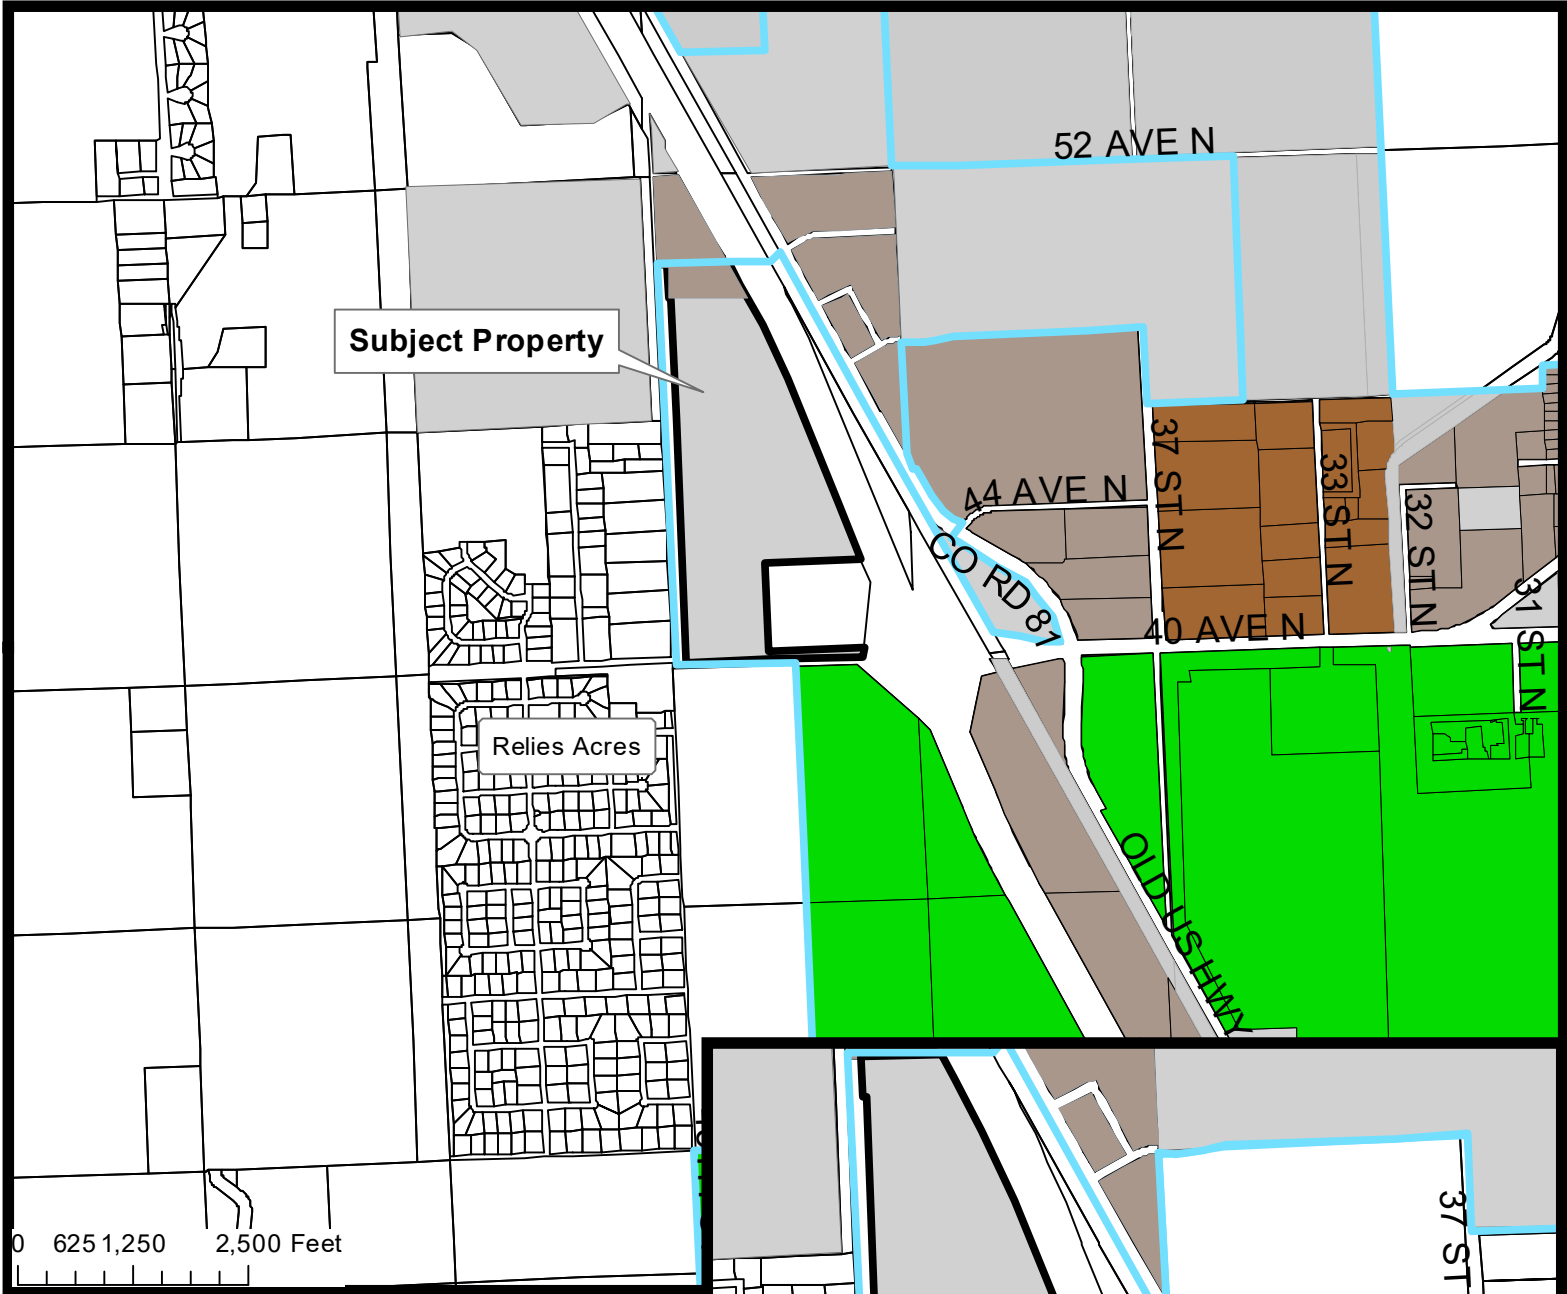 52 AVE N
Subject Property
37 ST N
33 ST N
44 AVE N
32 ST N
CO RD 81
31 ST N
40 AVE N
Relies Acres
OLD US HWY
37 ST
0 625 1,250 2,500 Feet